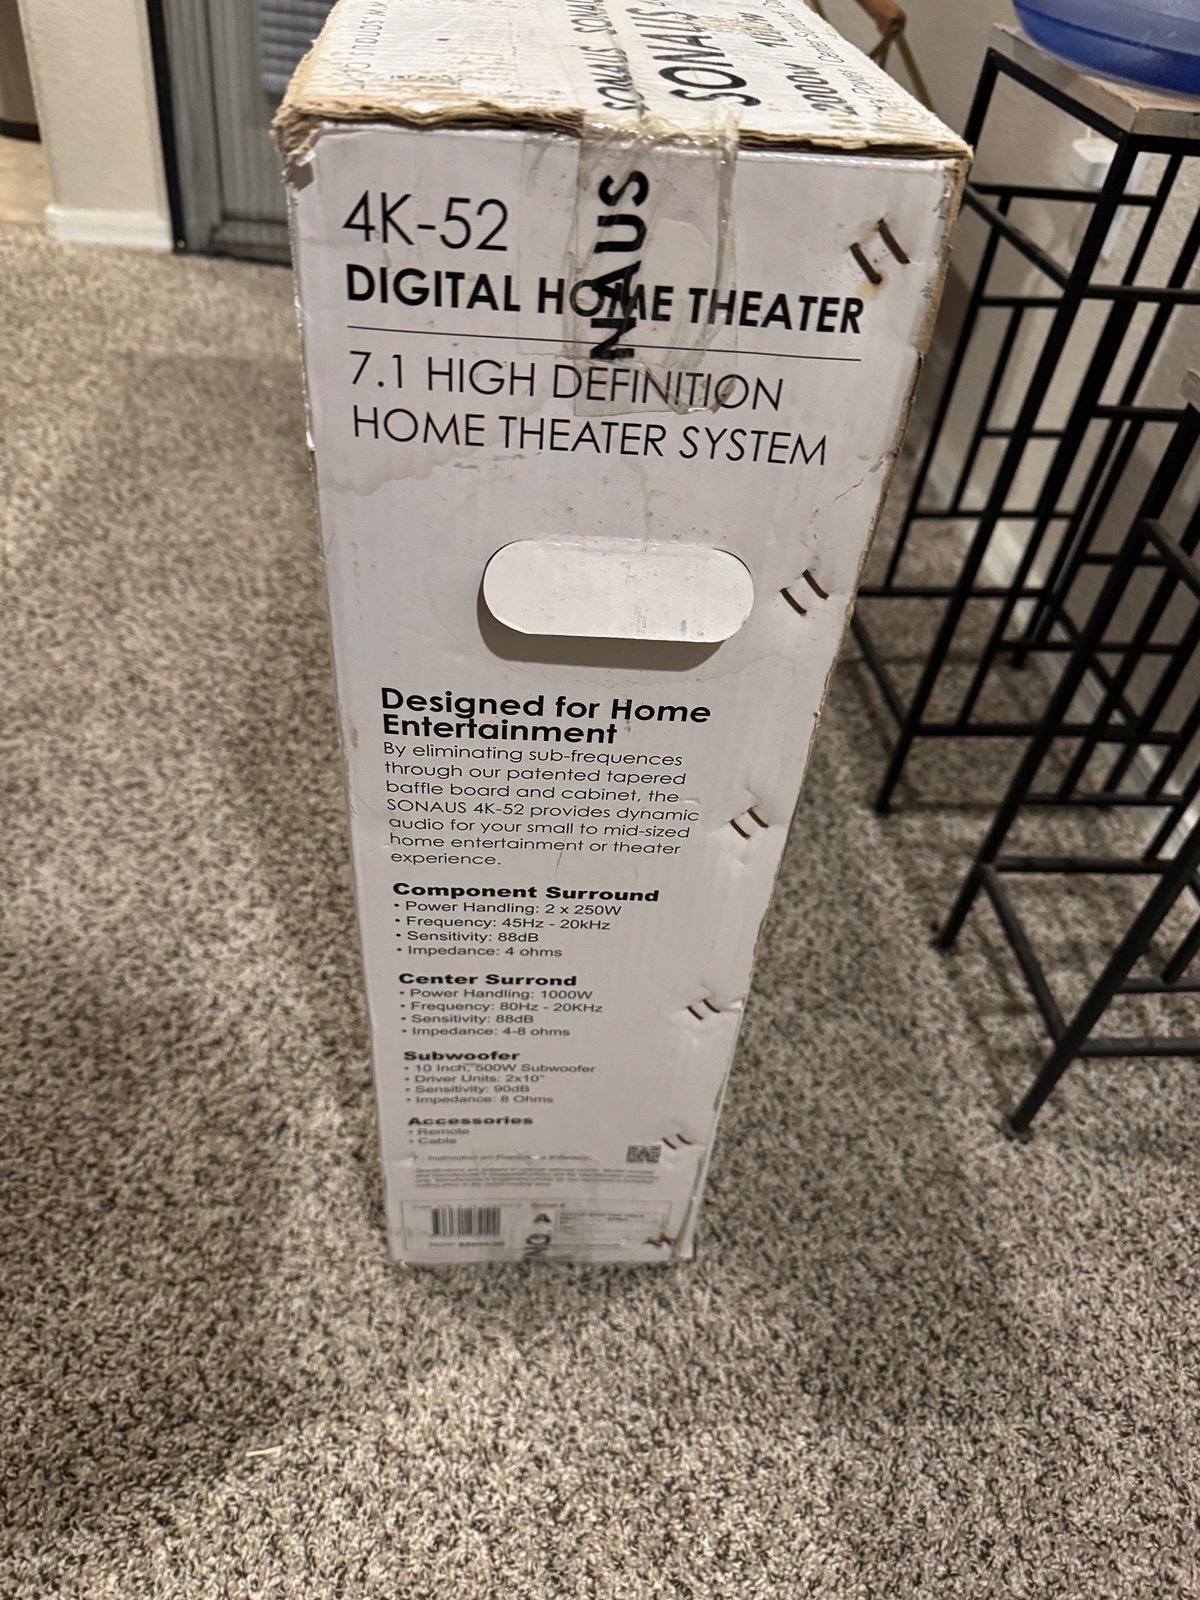 SONAUS
SONAUS
2000W
NAUS
4K-52
DIGITAL HOME THEATER
7.1 HIGH DEFINITION
HOME THEATER SYSTEM
Designed for Home
Entertainment
By eliminating sub-frequences
through our patented tapered
baffle board and cabinet, the
SONAUS 4K-52 provides dynamic
audio for your small to mid-sized
home entertainment or theater
experience.
Component Surround
• Power Handling: 2 x 250W
• Frequency: 45Hz - 20kHz
• Sensitivity: 88dB
• Impedance: 4 ohms
Center Surrond
• Power Handling: 1000W
• Frequency: 80Hz - 20KHz
• Sensitivity: 88dB
• Impedance: 4-8 ohms
Subwoofer
• 10 Inch, 500W Subwoofer
• Driver Units: 2x10"
• Sensitivity: 90dB
• Impedance: 8 Ohms
Accessories
• Remote
• Cable